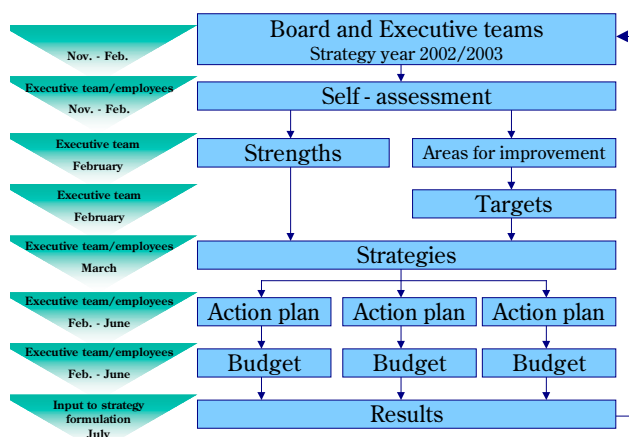 Board and Executive teams
Strategy year 2002/2003
Nov. - Feb.
Executive team/employees
Nov. - Feb.
Self - assessment
Executive team
February
Strengths
Areas for improvement
Executive team
February
Targets
Executive team/employees
March
Strategies
Executive team/employees
Feb. - June
Action plan
Action plan
Action plan
Executive team/employees
Feb. - June
Budget
Budget
Budget
Input to strategy
formulation
July
Results